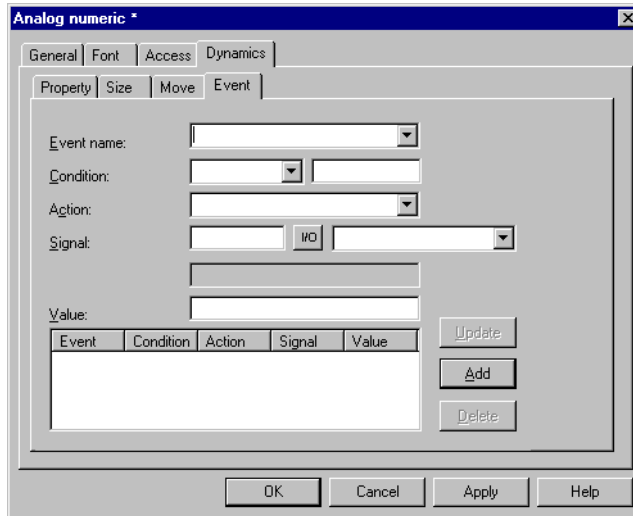 Analog numeric *
General Font Access Dynamics
Property Size Move Event
Event name:
Condition:
Action:
Signal: I/O
Value:
Event Condition Action Signal Value
Update
Add
Delete
OK Cancel Apply Help